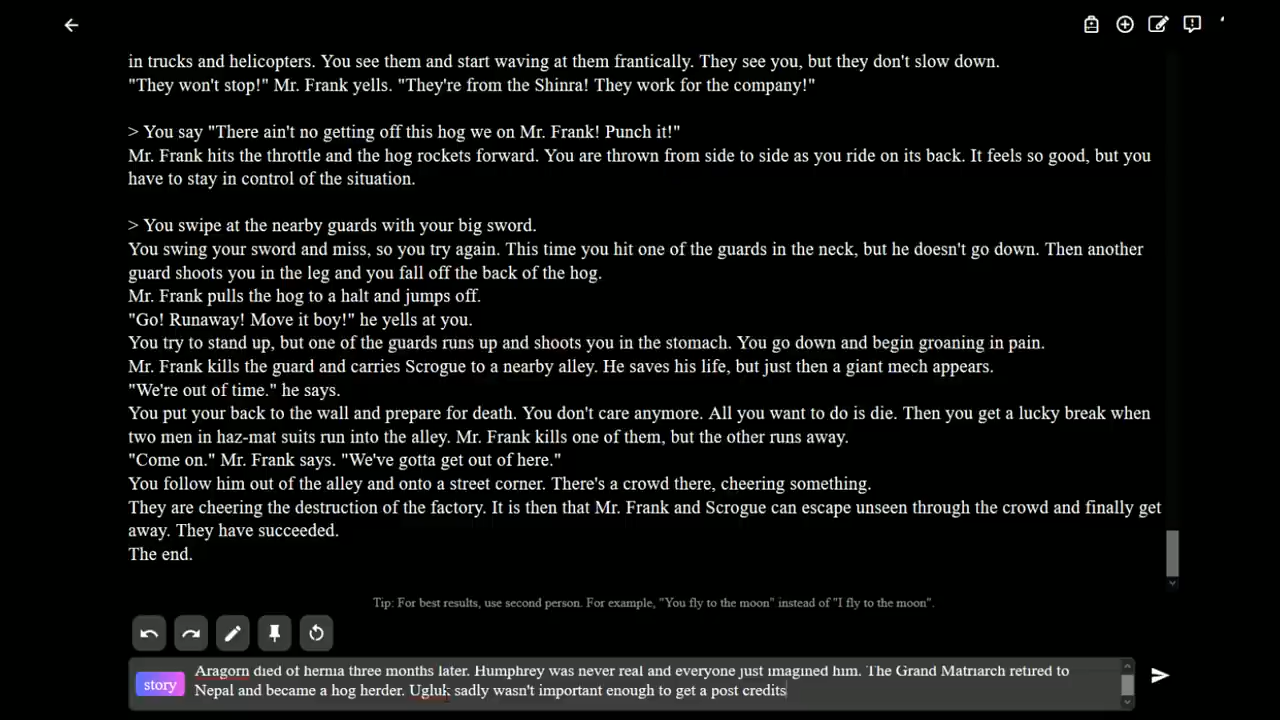 in trucks and helicopters. You see them and start waving at them frantically. They see you, but they don't slow down.
"They won't stop!" Mr. Frank yells. "They're from the Shinra! They work for the company!"
> You say "There ain't no getting off this hog we on Mr. Frank! Punch it!"
Mr. Frank hits the throttle and the hog rockets forward. You are thrown from side to side as you ride on its back. It feels so good, but you
have to stay in control of the situation.
> You swipe at the nearby guards with your big sword.
You swing your sword and miss, so you try again. This time you hit one of the guards in the neck, but he doesn't go down. Then another
guard shoots you in the leg and you fall off the back of the hog.
Mr. Frank pulls the hog to a halt and jumps off.
"Go! Runaway! Move it boy!" he yells at you.
You try to stand up, but one of the guards runs up and shoots you in the stomach. You go down and begin groaning in pain.
Mr. Frank kills the guard and carries Scrogue to a nearby alley. He saves his life, but just then a giant mech appears.
"We're out of time." he says.
You put your back to the wall and prepare for death. You don't care anymore. All you want to do is die. Then you get a lucky break when
two men in haz-mat suits run into the alley. Mr. Frank kills one of them, but the other runs away.
"Come on." Mr. Frank says. "We've gotta get out of here."
You follow him out of the alley and onto a street corner. There's a crowd there, cheering something.
They are cheering the destruction of the factory. It is then that Mr. Frank and Scrogue can escape unseen through the crowd and finally get
away. They have succeeded.
The end.
Tip: For best results, use second person. For example, "You fly to the moon" instead of "I fly to the moon".
Aragorn died of hernia three months later. Humphrey was never real and everyone just imagined him. The Grand Matriarch retired to
story
Nepal and became a hog herder. Ugluk sadly wasn't important enough to get a post credits